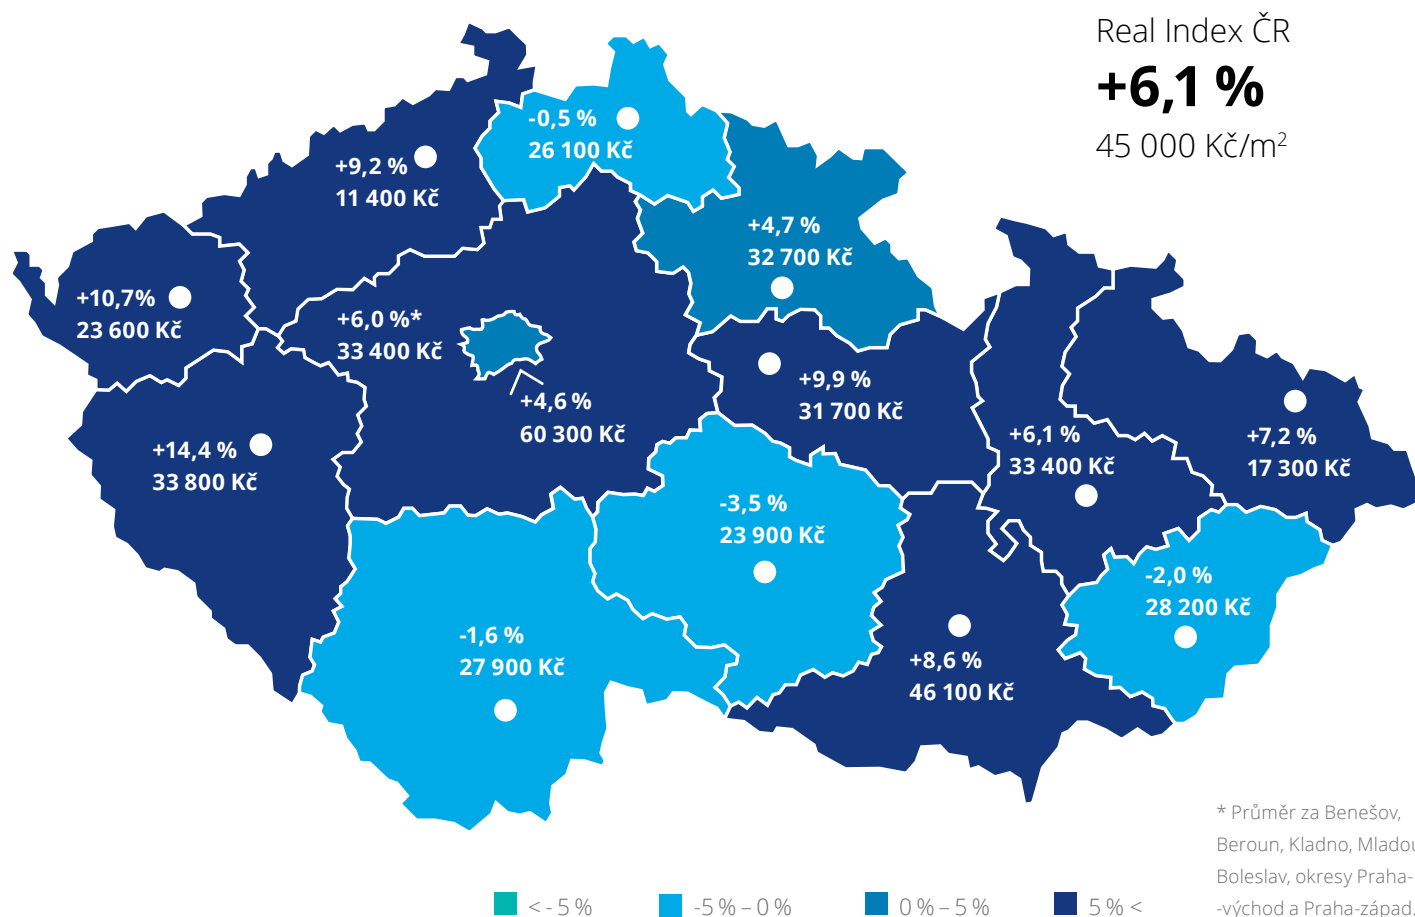 Real Index ČR
+6,1 %
45 000 Kč/m²
-0,5 %
26 100 Kč
+9,2 %
11 400 Kč
+4,7 %
32 700 Kč
+10,7%
23 600 Kč
+6,0 %*
33 400 Kč
+4,6 %
60 300 Kč
+9,9 %
31 700 Kč
+14,4 %
33 800 Kč
+6,1 %
33 400 Kč
+7,2 %
17 300 Kč
-3,5 %
23 900 Kč
-2,0 %
28 200 Kč
-1,6 %
27 900 Kč
+8,6 %
46 100 Kč
* Průměr za Benešov,
Beroun, Kladno, Mladou
Boleslav, okresy Praha-
-východ a Praha-západ
< - 5 %
-5 % – 0 %
0 % – 5 %
5 % <